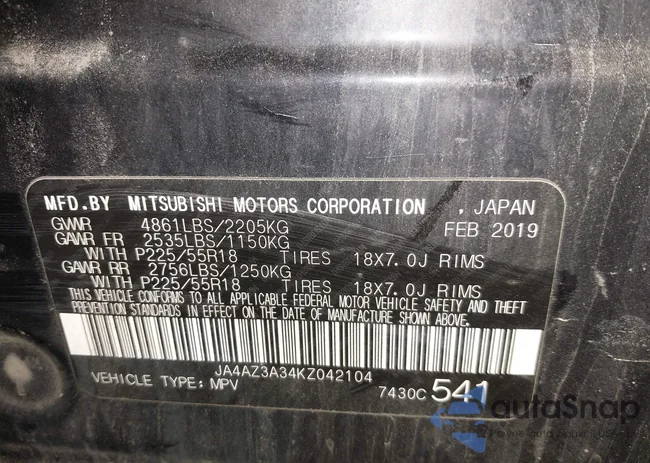 MFD.BY MITSUBISHI MOTORS CORPORATION , JAPAN
GVWR 4861LBS/2205KG FEB 2019
GAWR FR 2535LBS/1150KG
WITH P225/55R18 TIRES 18X7.0J RIMS
GAWR RR 2756LBS/1250KG
WITH P225/55R18 TIRES 18X7.0J RIMS
THIS VEHICLE CONFORMS TO ALL APPLICABLE FEDERAL MOTOR VEHICLE SAFETY AND THEFT
PREVENTION STANDARDS IN EFFECT ON THE DATE OF MANUFACTURE SHOWN ABOVE.
JA4AZ3A34KZ042104
VEHICLE TYPE: MPV 7430C 541
autaSnap